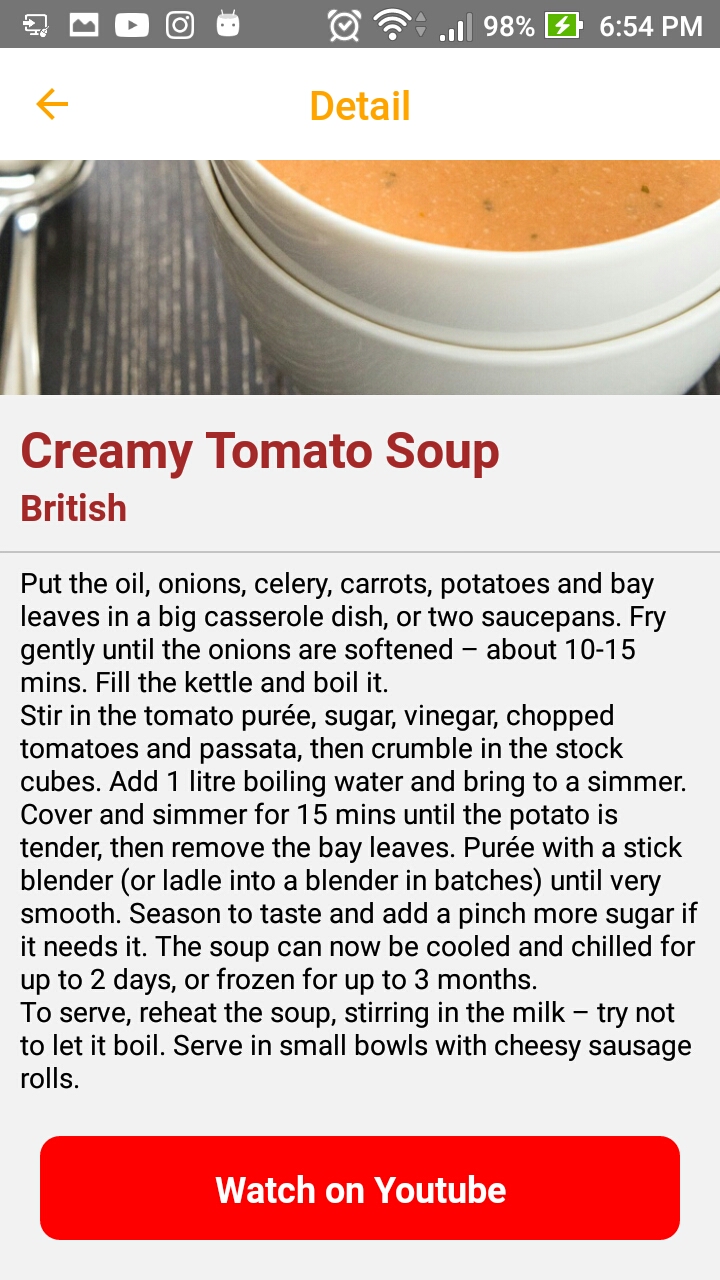 98% 6:54 PM
Detail
Creamy Tomato Soup
British
Put the oil, onions, celery, carrots, potatoes and bay
leaves in a big casserole dish, or two saucepans. Fry
gently until the onions are softened – about 10-15
mins. Fill the kettle and boil it.
Stir in the tomato purée, sugar, vinegar, chopped
tomatoes and passata, then crumble in the stock
cubes. Add 1 litre boiling water and bring to a simmer.
Cover and simmer for 15 mins until the potato is
tender, then remove the bay leaves. Purée with a stick
blender (or ladle into a blender in batches) until very
smooth. Season to taste and add a pinch more sugar if
it needs it. The soup can now be cooled and chilled for
up to 2 days, or frozen for up to 3 months.
To serve, reheat the soup, stirring in the milk – try not
to let it boil. Serve in small bowls with cheesy sausage
rolls.
Watch on Youtube